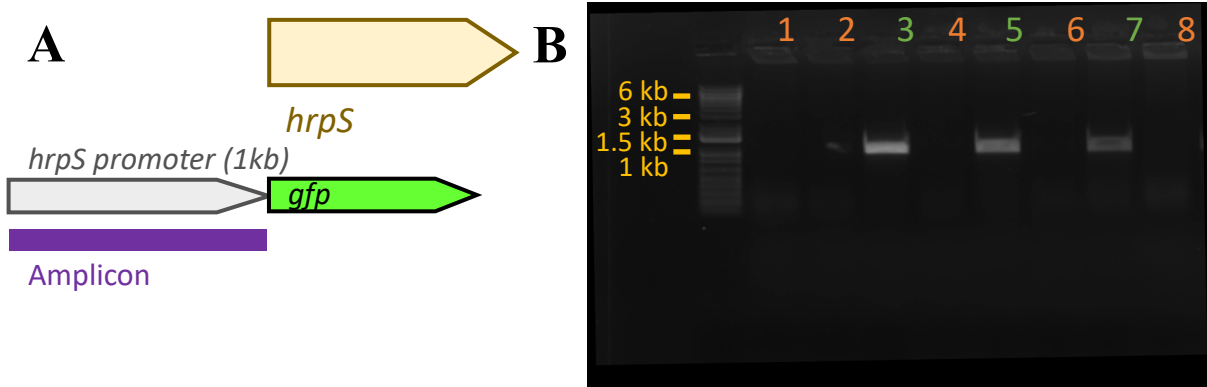 A
hrpS
hrpS promoter (1kb)
gfp
Amplicon
B
1 2 3 4 5 6 7 8
6 kb
3 kb
1.5 kb
1 kb